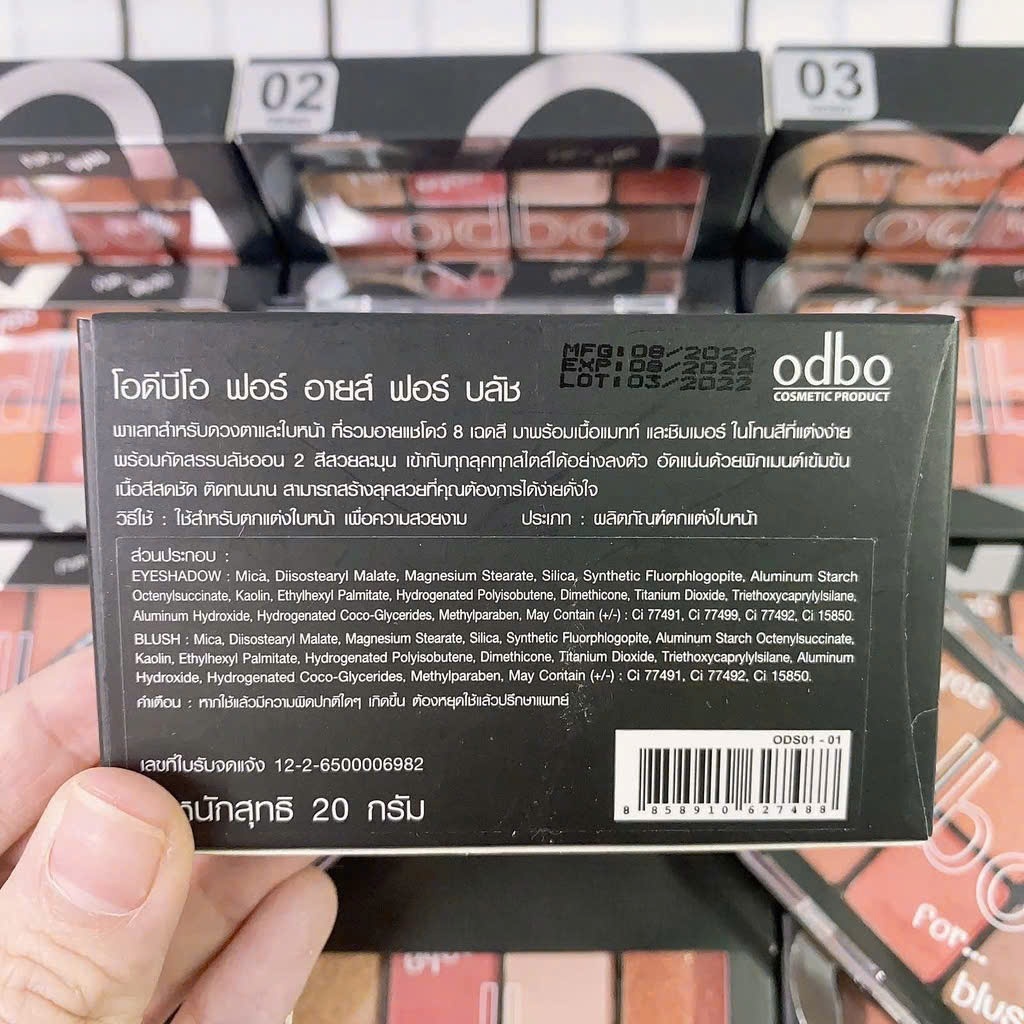 02
03
odbo
MFG:08/2022
EXP:08/2025
LOT:03/2022
odbo
COSMETIC PRODUCT
โอดีบีโอ ฟอร์ อายส์ ฟอร์ บลัช
พาเลทสำหรับดวงตาและใบหน้า ที่รวมอายแชโดว์ 8 เฉดสี มาพร้อมเนื้อแมทท์ และชิมเมอร์ ในโทนสีที่แต่งง่าย
พร้อมคัดสรรบลัชออน 2 สีสวยละมุน เข้ากับทุกลุคทุกสไตล์ได้อย่างลงตัว อัดแน่นด้วยพิกเมนต์เข้มข้น
เนื้อสีสดชัด ติดทนนาน สามารถสร้างลุคสวยที่คุณต้องการได้ง่ายดั่งใจ
วิธีใช้ : ใช้สำหรับตกแต่งใบหน้า เพื่อความสวยงาม ประเภท : ผลิตภัณฑ์ตกแต่งใบหน้า
ส่วนประกอบ :
EYESHADOW : Mica, Diisostearyl Malate, Magnesium Stearate, Silica, Synthetic Fluorphlogopite, Aluminum Starch
Octenylsuccinate, Kaolin, Ethylhexyl Palmitate, Hydrogenated Polyisobutene, Dimethicone, Titanium Dioxide, Triethoxycaprylylsilane,
Aluminum Hydroxide, Hydrogenated Coco-Glycerides, Methylparaben, May Contain (+/-) : Ci 77491, Ci 77499, Ci 77492, Ci 15850.
BLUSH : Mica, Diisostearyl Malate, Magnesium Stearate, Silica, Synthetic Fluorphlogopite, Aluminum Starch Octenylsuccinate,
Kaolin, Ethylhexyl Palmitate, Hydrogenated Polyisobutene, Dimethicone, Titanium Dioxide, Triethoxycaprylylsilane, Aluminum
Hydroxide, Hydrogenated Coco-Glycerides, Methylparaben, May Contain (+/-) : Ci 77491, Ci 77492, Ci 15850.
คำเตือน : หากใช้แล้วมีความผิดปกติใดๆ เกิดขึ้น ต้องหยุดใช้แล้วปรึกษาแพทย์
เลขที่ใบรับจดแจ้ง 12-2-6500006982
นักสุทธิ 20 กรัม
ODS01 - 01
8 858910 627488
for...
blus